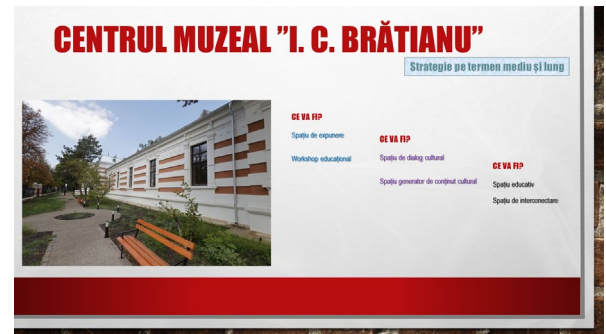 CENTRUL MUZEAL ”I. C. BRĂTIANU”
Strategie pe termen mediu și lung
CE VA FI?
Spațiu de expunere
Workshop educațional
CE VA FI?
Spațiu de dialog cultural
Spațiu generator de conținut cultural
CE VA FI?
Spațiu educativ
Spațiu de interconectare